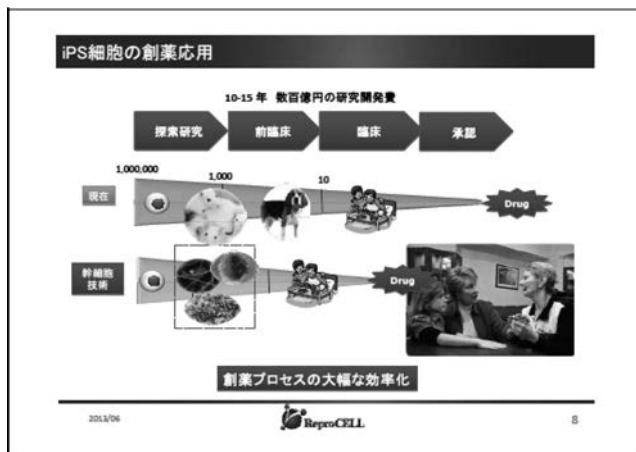 iPS細胞の創薬応用
10-15 年 数百億円の研究開発費
探索研究 前臨床 臨床 承認
1,000,000 1,000 10
現在
Drug
幹細胞
技術
Drug
創薬プロセスの大幅な効率化
2013/06 ReproCELL 8